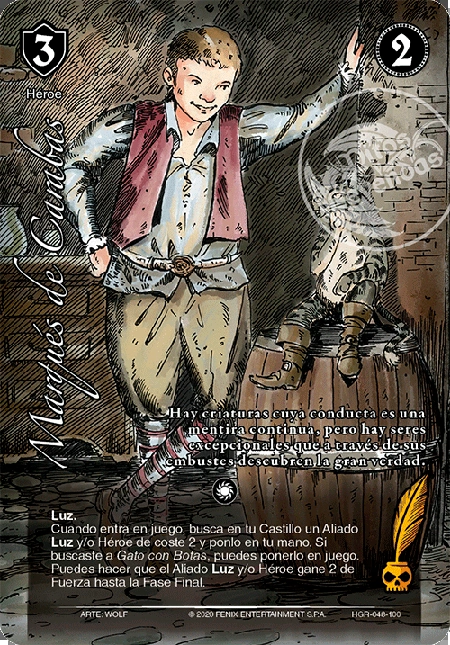 3
2
Héroe
Marqués de Carabás
Hay criaturas cuya conducta es una
mentira continua, pero hay seres
excepcionales que a través de sus
embustes descubren la gran verdad.
Luz.
Cuando entra en juego, busca en tu Castillo un Aliado
Luz y/o Héroe de coste 2 y ponlo en tu mano. Si
buscaste a Gato con Botas, puedes ponerlo en juego.
Puedes hacer que el Aliado Luz y/o Héroe gane 2 de
Fuerza hasta la Fase Final.
ARTE: WOLF
© 2020 FENIX ENTERTAINMENT S.P.A.
HGR-048-100